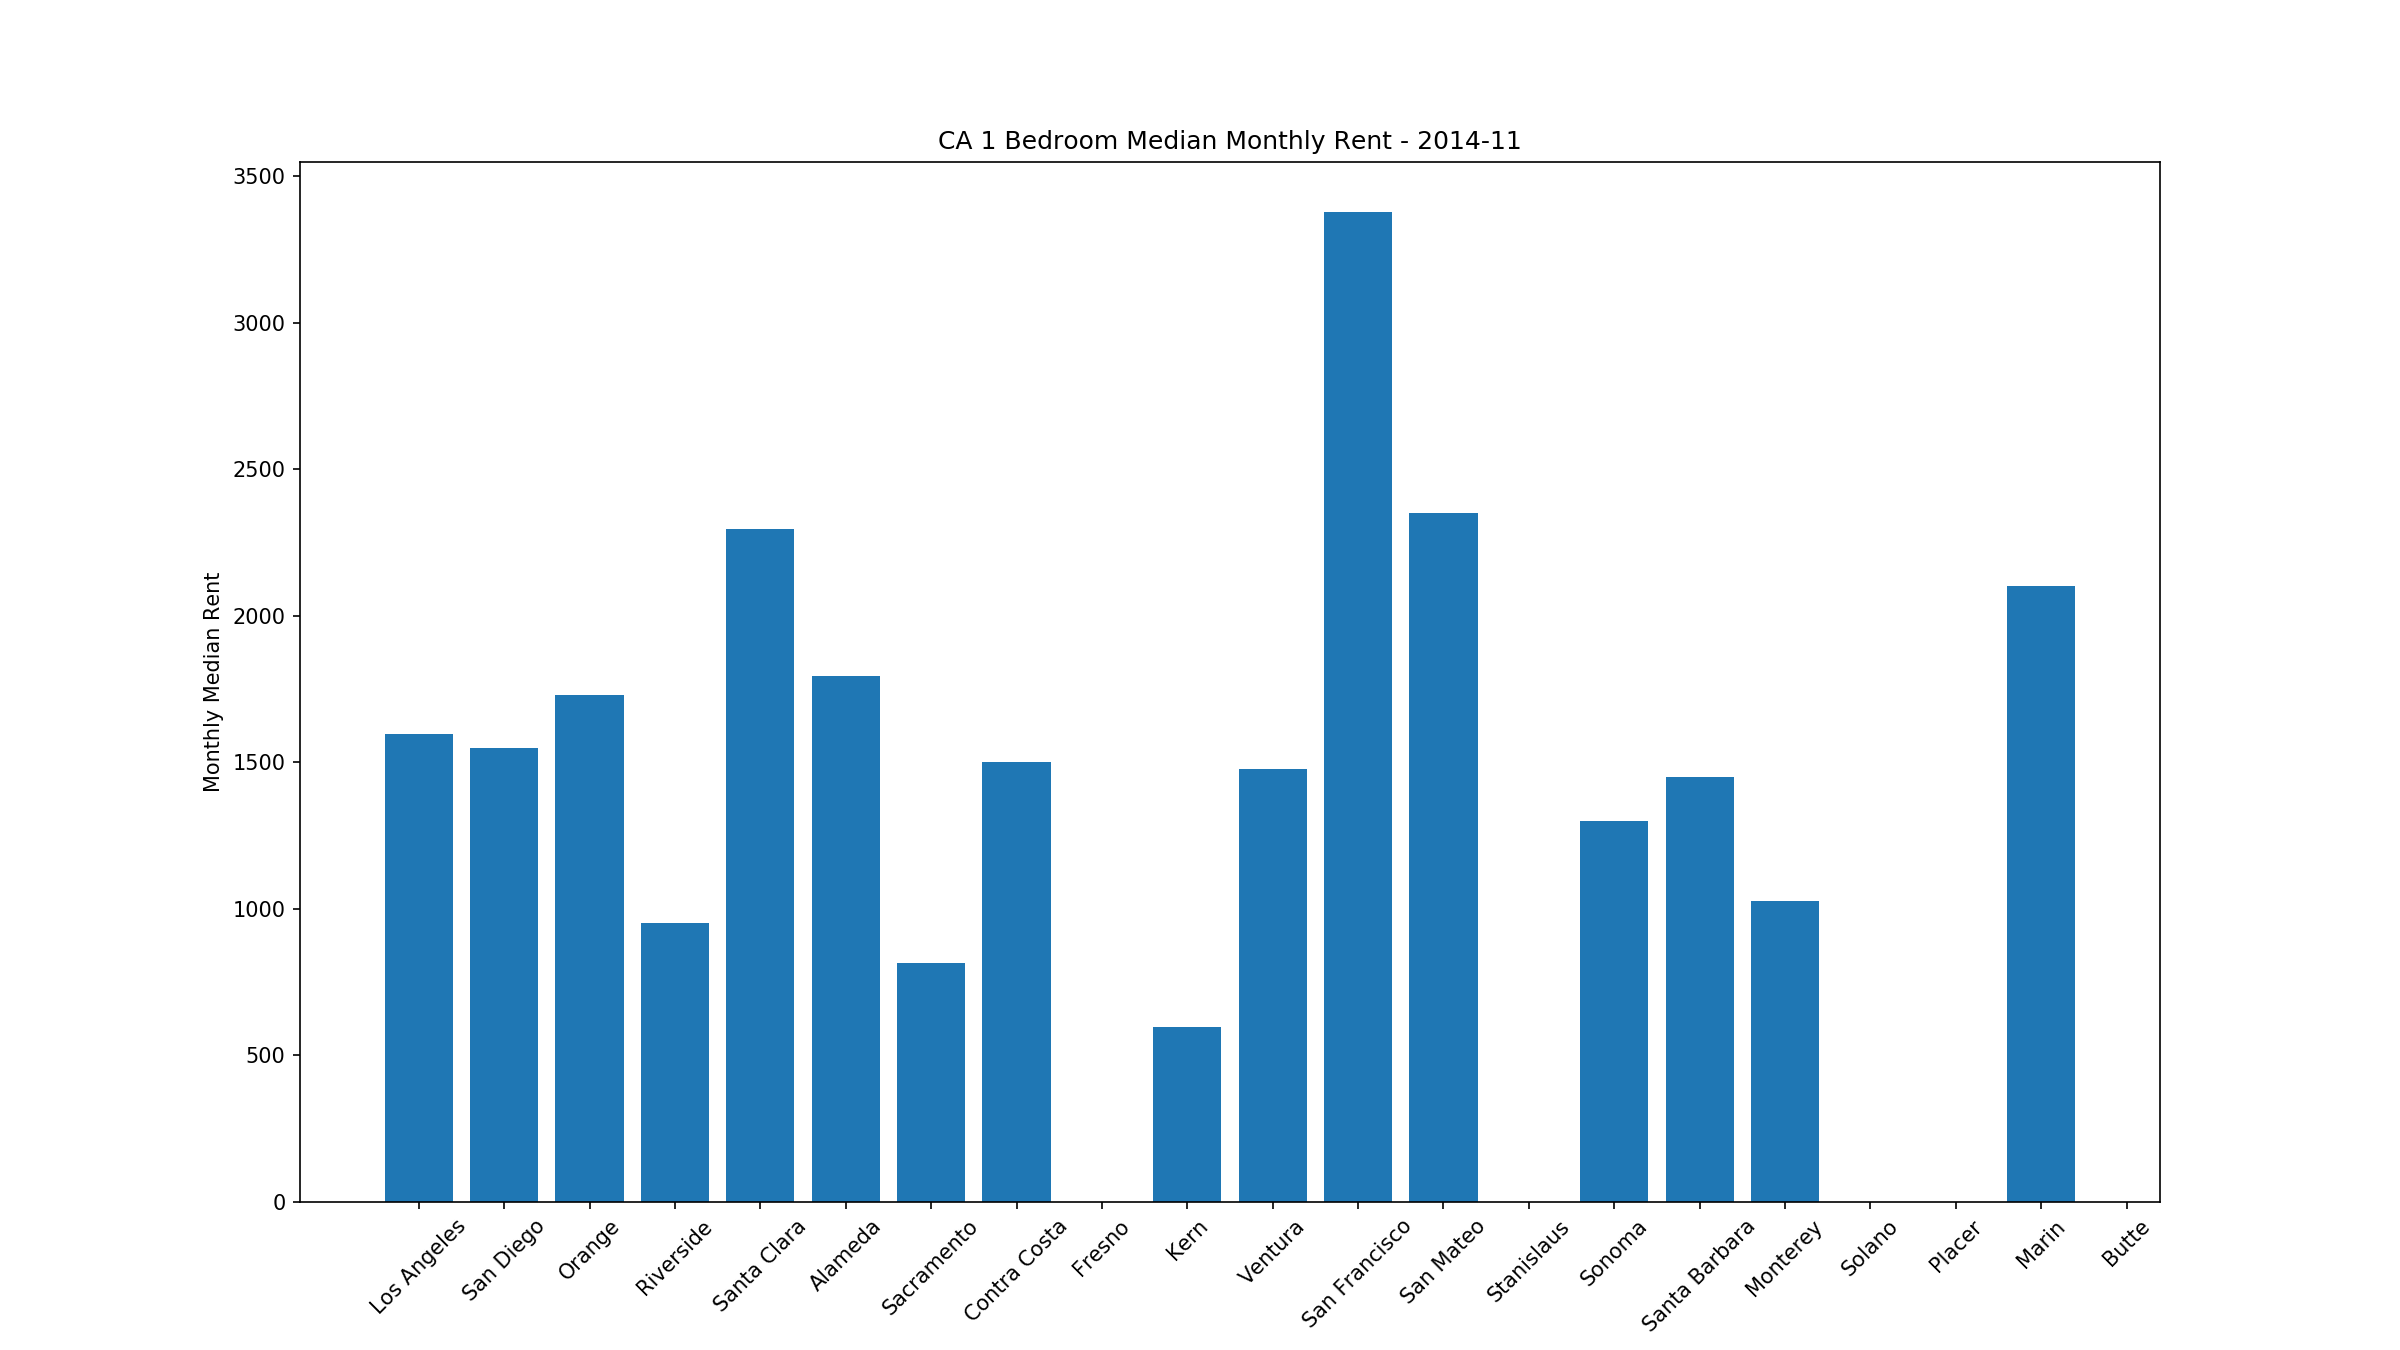 CA 1 Bedroom Median Monthly Rent - 2014-11
Monthly Median Rent
3500
3000
2500
2000
1500
1000
500
0
Los Angeles
San Diego
Orange
Riverside
Santa Clara
Alameda
Sacramento
Contra Costa
Fresno
Kern
Ventura
San Francisco
San Mateo
Stanislaus
Sonoma
Santa Barbara
Monterey
Solano
Placer
Marin
Butte